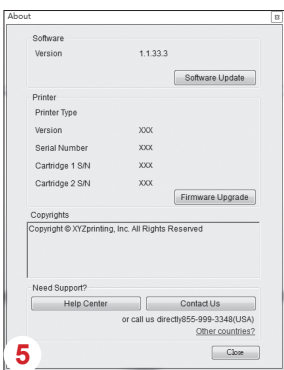 About
Software
Version 1.1.33.3
Software Update
Printer
Printer Type
Version XXX
Serial Number XXX
Cartridge 1 S/N XXX
Cartridge 2 S/N XXX
Firmware Upgrade
Copyrights
Copyright © XYZprinting, Inc. All Rights Reserved
Need Support?
Help Center Contact Us
or call us directly855-999-3348(USA)
Other countries?
Close
5